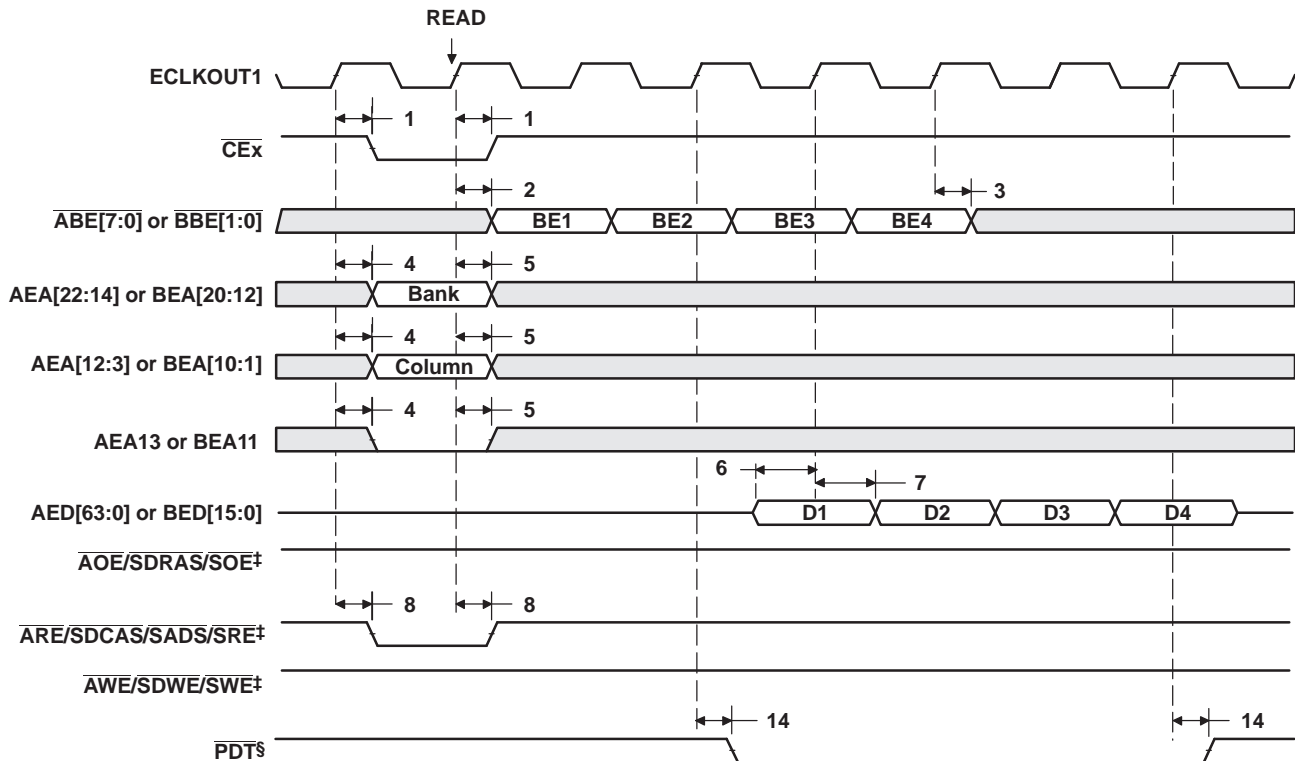 READ
ECLKOUT1
1 1
CEx
2 3
ABE[7:0] or BBE[1:0] BE1 BE2 BE3 BE4
4 5
AEA[22:14] or BEA[20:12] Bank
4 5
AEA[12:3] or BEA[10:1] Column
4 5
AEA13 or BEA11
6 7
AED[63:0] or BED[15:0] D1 D2 D3 D4
AOE/SDRAS/SOE‡
8 8
ARE/SDCAS/SADS/SRE‡
AWE/SDWE/SWE‡
14 14
PDT§